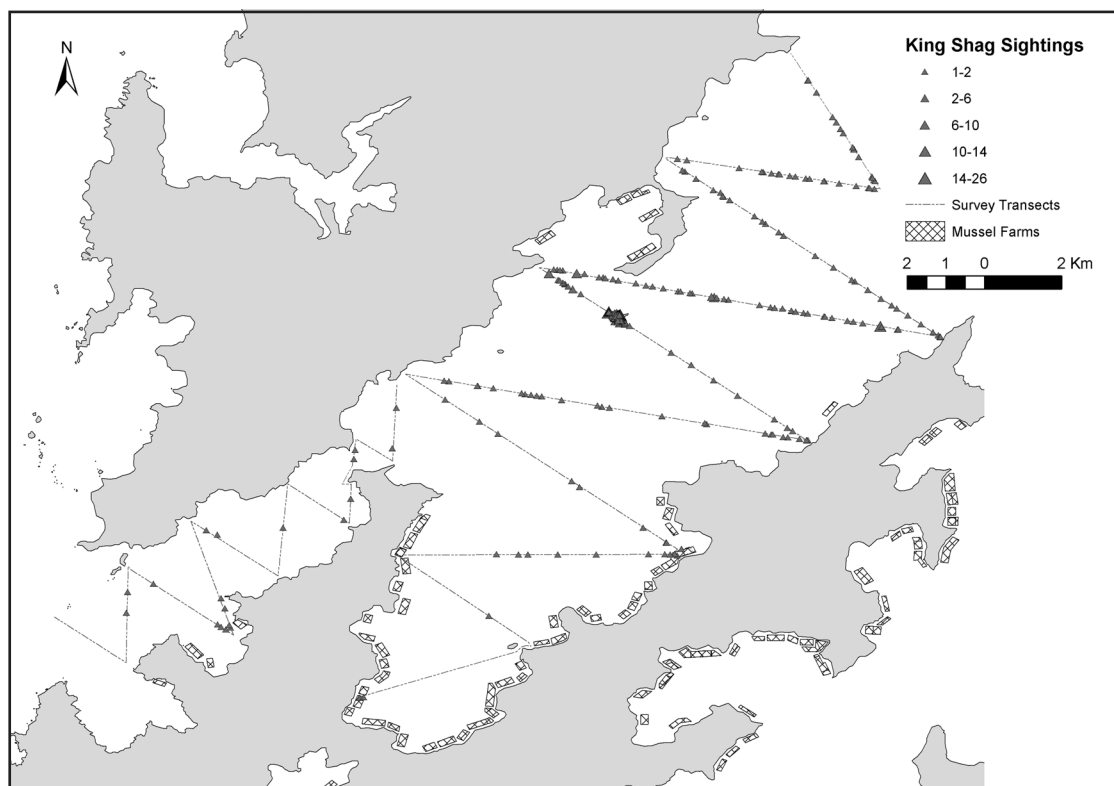 N
King Shag Sightings
1-2
2-6
6-10
10-14
14-26
Survey Transects
Mussel Farms
2 1 0 2 Km